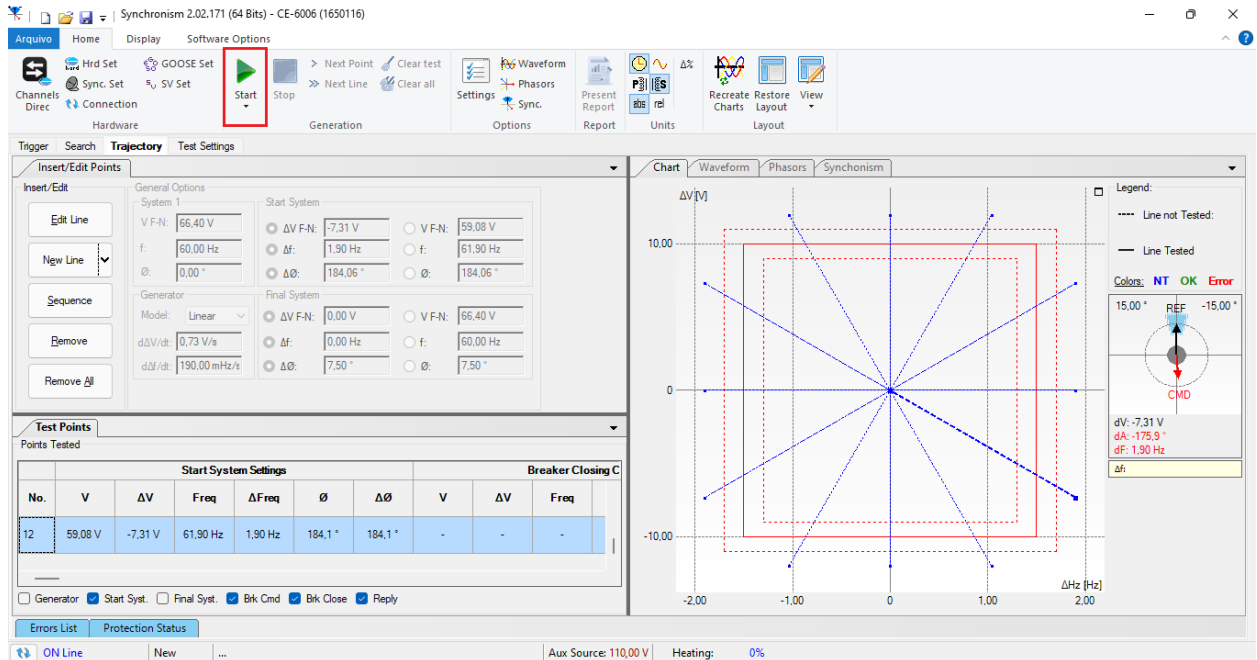 Synchronism 2.02.171 (64 Bits) - CE-6006 (1650116)
Arquivo Home Display Software Options
Channels Direc
Hrd Set
Sync. Set
Connection
GOOSE Set
SV Set
Hardware
Start
Stop
Next Point
Next Line
Clear test
Clear all
Generation
Settings
Waveform
Phasors
Sync.
Options
Present Report
Report
Δ%
abs rel
Units
Recreate Charts
Restore Layout
View
Layout
Trigger Search Trajectory Test Settings
Insert/Edit Points
Insert/Edit
Edit Line
New Line
Sequence
Remove
Remove All
General Options
System 1
V F-N: 66,40 V
f: 60,00 Hz
Ø: 0,00 °
Start System
ΔV F-N: -7,31 V V F-N: 59,08 V
Δf: 1,90 Hz f: 61,90 Hz
ΔØ: 184,06 ° Ø: 184,06 °
Generator
Model: Linear
dΔV/dt: 0,73 V/s
dΔf/dt: 190,00 mHz/s
Final System
ΔV F-N: 0,00 V V F-N: 66,40 V
Δf: 0,00 Hz f: 60,00 Hz
ΔØ: 7,50 ° Ø: 7,50 °
Test Points
Points Tested
Start System Settings Breaker Closing C
No. V ΔV Freq ΔFreq Ø ΔØ V ΔV Freq
12 59,08 V -7,31 V 61,90 Hz 1,90 Hz 184,1 ° 184,1 ° - - -
Generator Start Syst. Final Syst. Brk Cmd Brk Close Reply
Chart Waveform Phasors Synchonism
ΔV[V]
10,00
0
-10,00
ΔHz [Hz]
-2,00 -1,00 0 1,00 2,00
Legend:
Line not Tested:
Line Tested
Colors: NT OK Error
15,00 ° REF -15,00 °
CMD
dV: -7,31 V
dA: -175,9 °
dF: 1,90 Hz
Δf:
Errors List Protection Status
ON Line New ... Aux Source: 110,00 V Heating: 0%